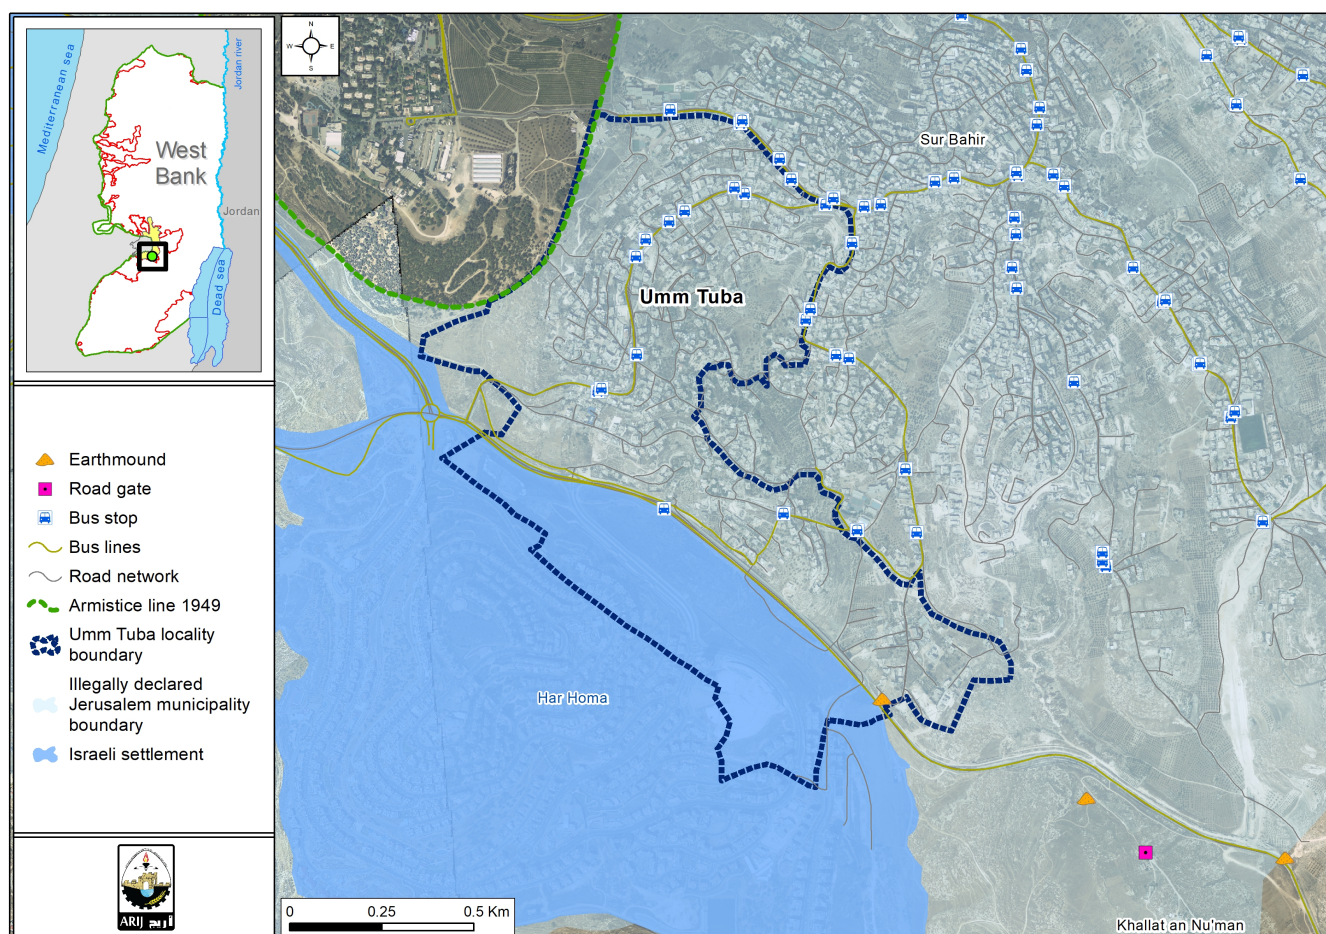 Mediterranean sea
Jordan river
West
Bank
Jordan
Dead sea
N
W
E
S
Sur Bahir
Umm Tuba
Har Homa
Khallat an Nu'man
Earthmound
Road gate
Bus stop
Bus lines
Road network
Armistice line 1949
Umm Tuba locality
boundary
Illegally declared
Jerusalem municipality
boundary
Israeli settlement
ARIJ أريج
0 0.25 0.5 Km